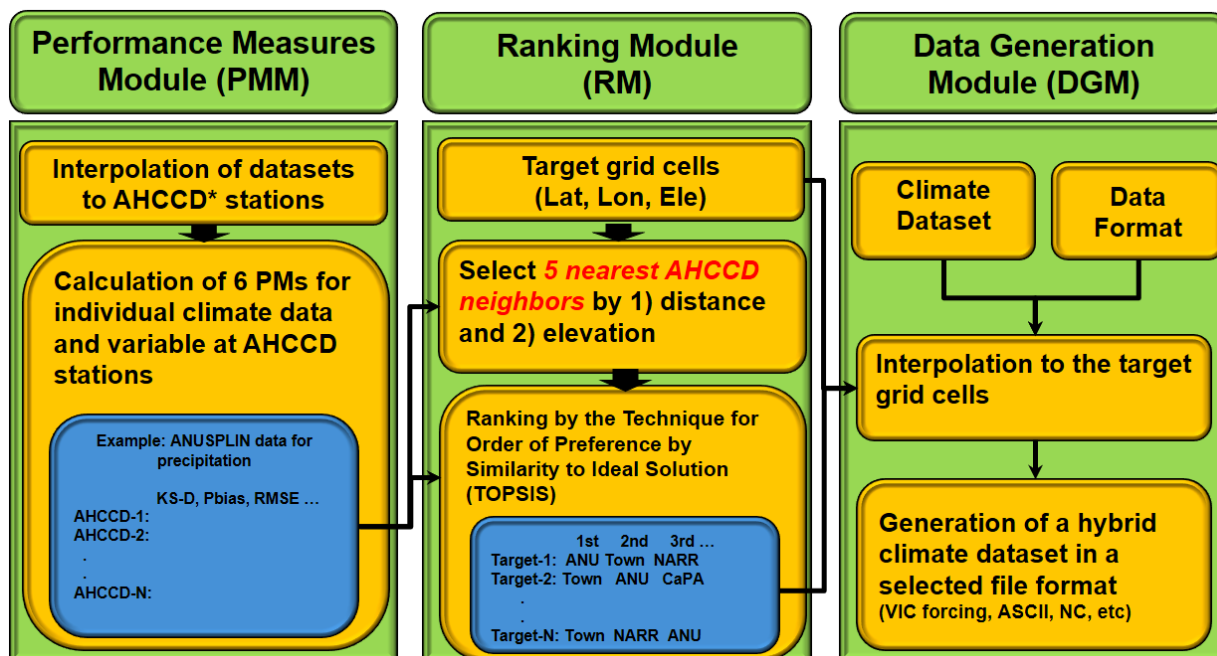 Performance Measures
Module (PMM)
Interpolation of datasets
to AHCCD* stations
Calculation of 6 PMs for
individual climate data
and variable at AHCCD
stations
Example: ANUSPLIN data for
precipitation
KS-D, Pbias, RMSE ...
AHCCD-1:
AHCCD-2:
.
.
AHCCD-N:
Ranking Module
(RM)
Target grid cells
(Lat, Lon, Ele)
Select 5 nearest AHCCD
neighbors by 1) distance
and 2) elevation
Ranking by the Technique for
Order of Preference by
Similarity to Ideal Solution
(TOPSIS)
1st 2nd 3rd ...
Target-1: ANU Town NARR
Target-2: Town ANU CaPA
.
.
Target-N: Town NARR ANU
Data Generation
Module (DGM)
Climate
Dataset
Data
Format
Interpolation to the target
grid cells
Generation of a hybrid
climate dataset in a
selected file format
(VIC forcing, ASCII, NC, etc)